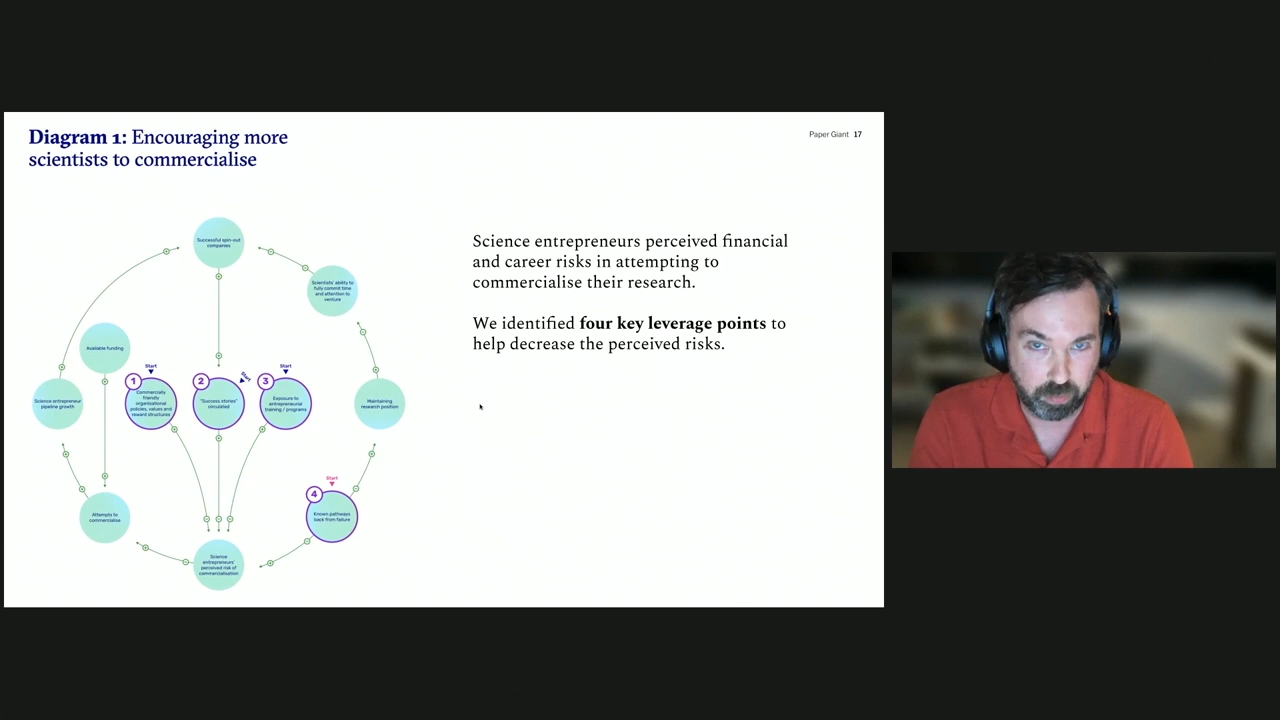 Diagram 1: Encouraging more
scientists to commercialise
Paper Giant 17
Science entrepreneurs perceived financial
and career risks in attempting to
commercialise their research.
We identified four key leverage points to
help decrease the perceived risks.
Successful spin-out
companies
Scientists' ability to
fully commit time
and attention to
venture
Available funding
Science entrepreneur
pipeline growth
Start
1
Commercially
friendly
organisational
policies, values and
reward structures
Start
2
"Success stories"
circulated
Start
3
Exposure to
entrepreneurial
training / programs
Maintaining
research position
Start
4
Known pathways
back from failure
Attempts to
commercialise
Science
entrepreneurs'
perceived risk of
commercialisation